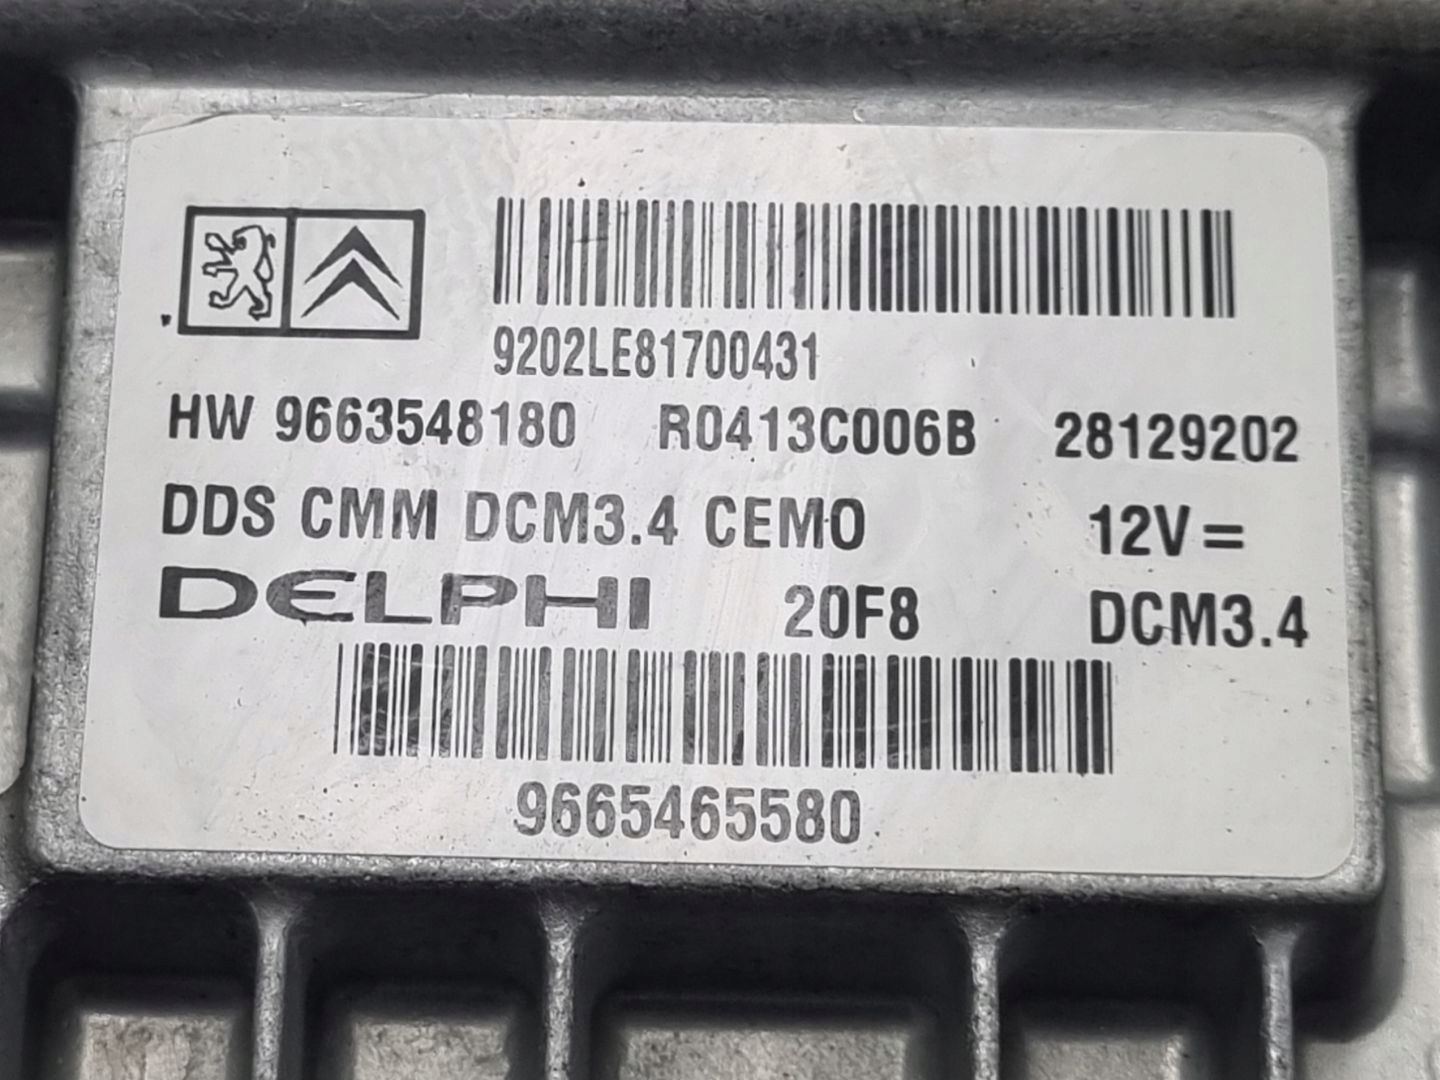 9202LE81700431
HW 9663548180 R0413C006B 28129202
DDS CMM DCM3.4 CEMO 12V =
DELPHI 20F8 DCM3.4
9665465580